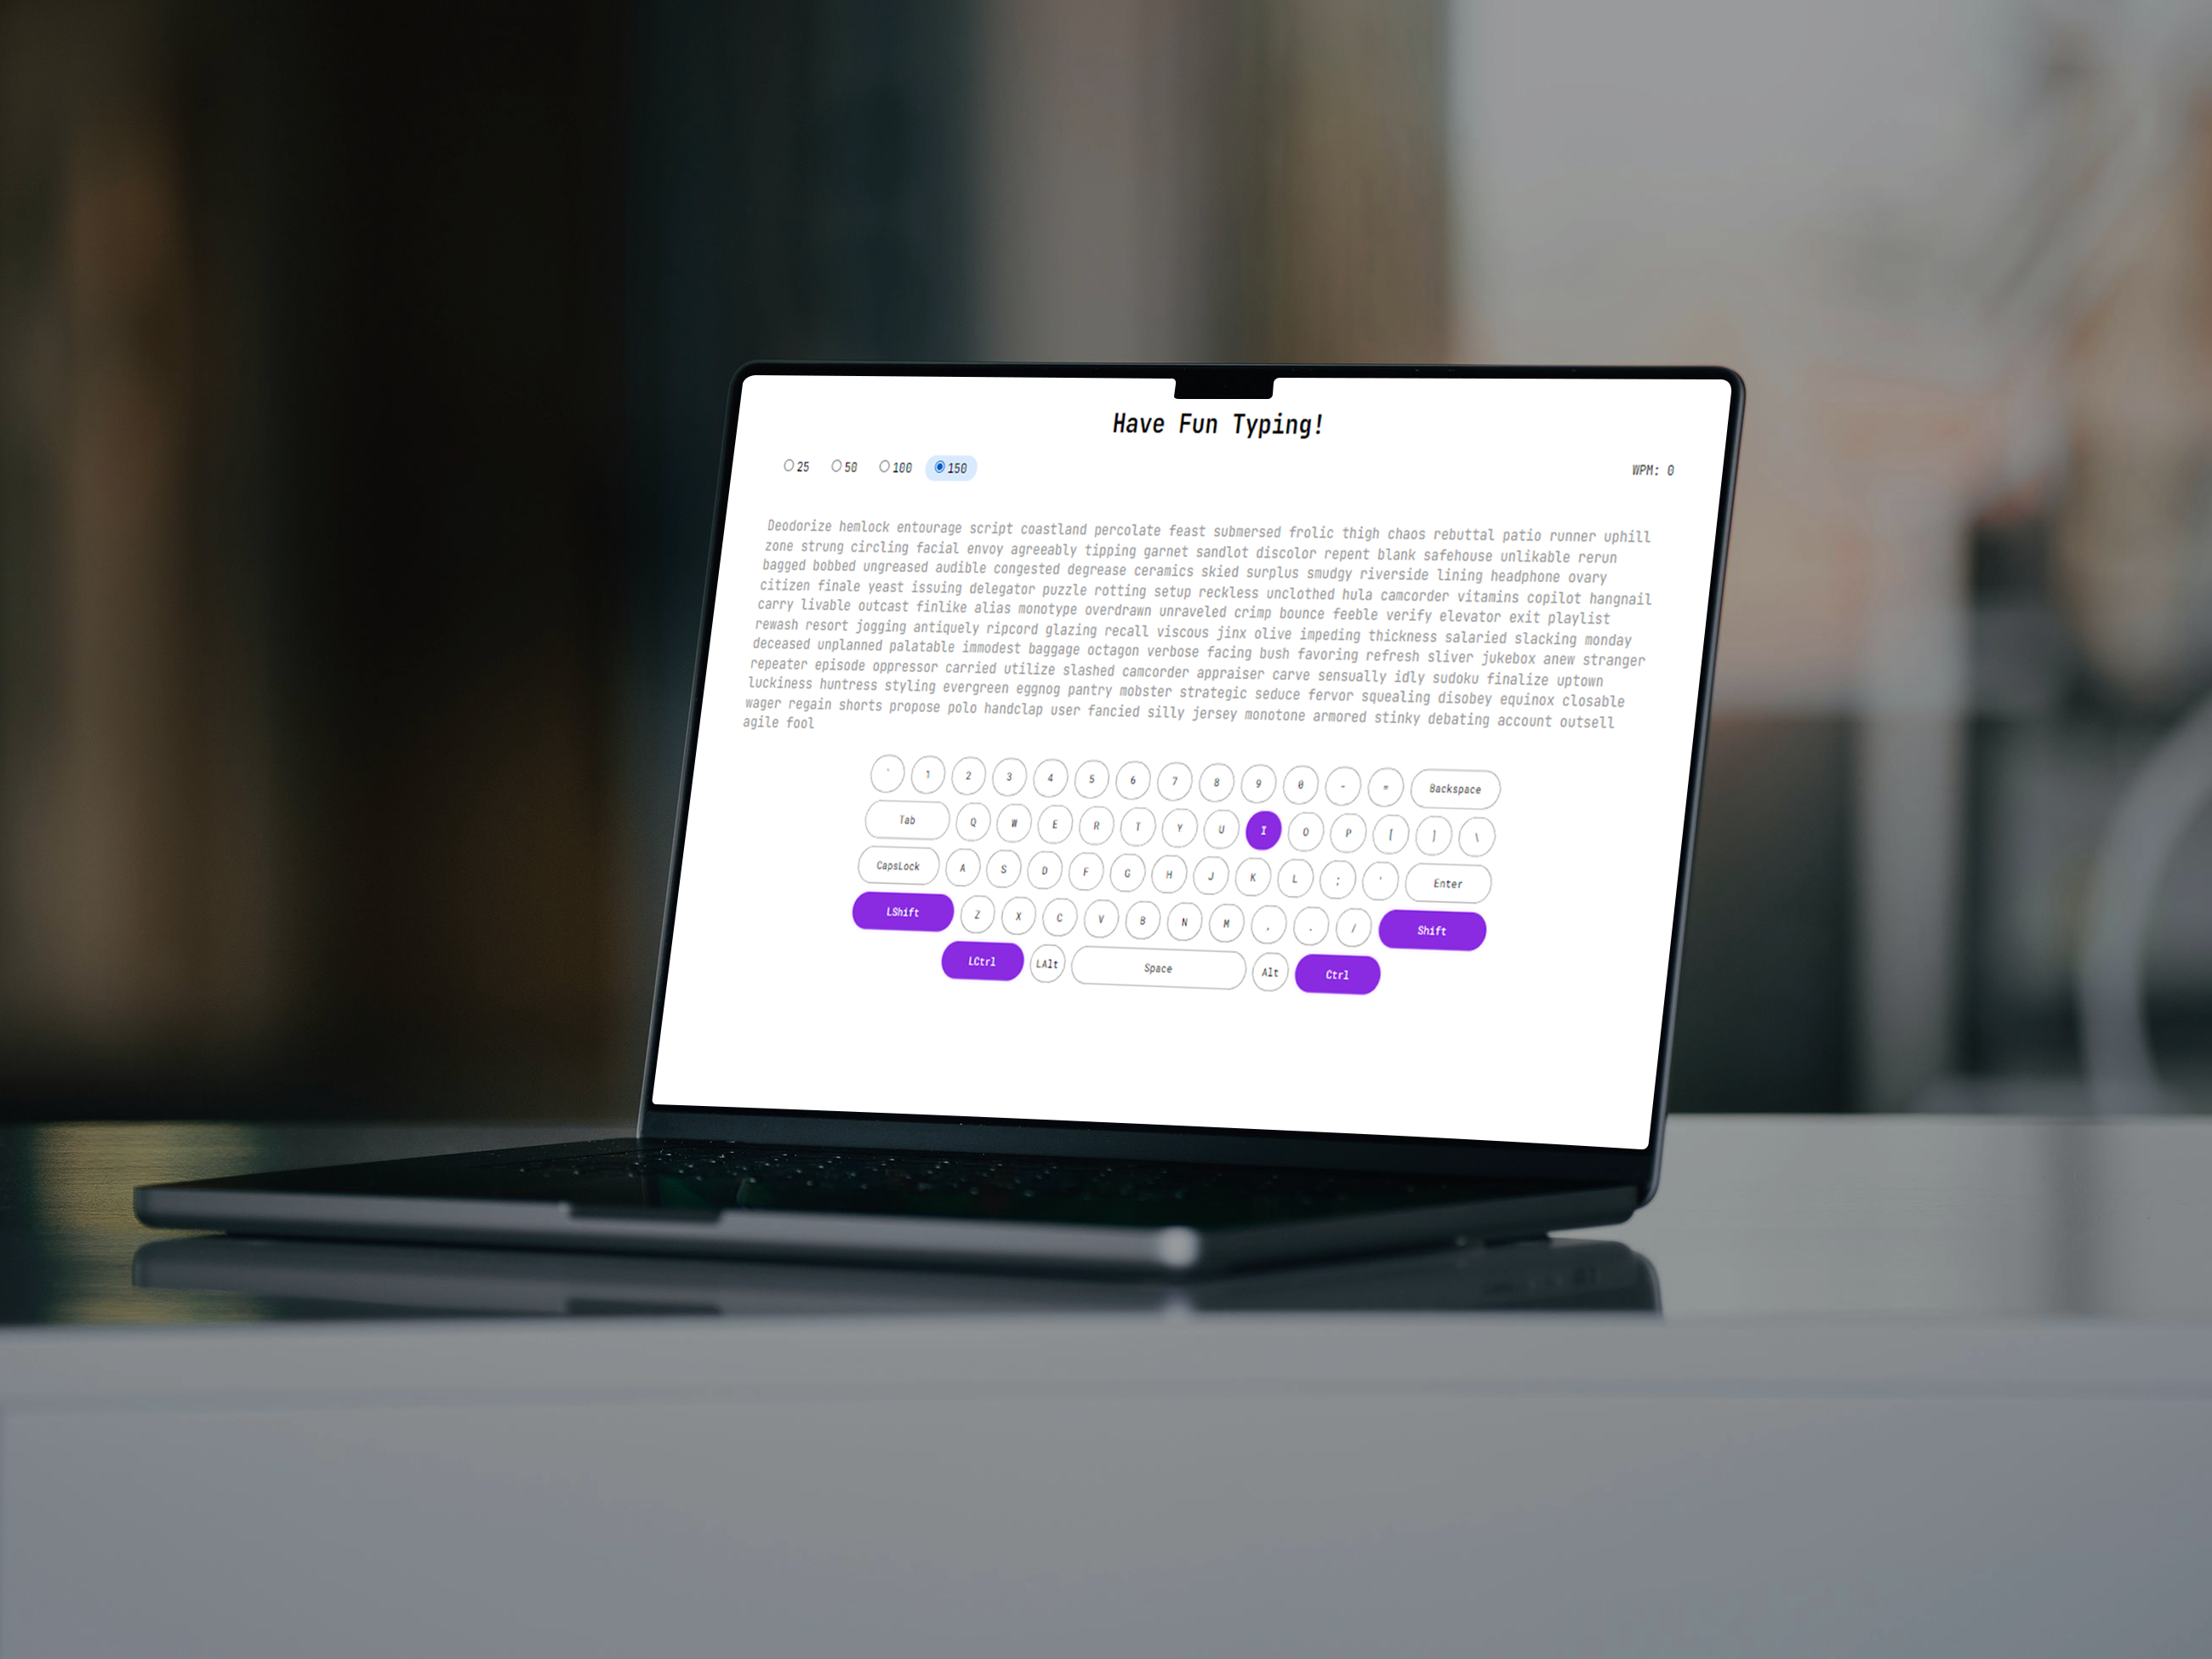 Have Fun Typing!
25 50 100 150 WPM: 0
Deodorize hemlock entourage script coastland percolate feast submersed frolic thigh chaos rebuttal patio runner uphill
zone strung circling facial envoy agreeably tipping garnet sandlot discolor repent blank safehouse unlikable rerun
bagged bobbed ungreased audible congested degrease ceramics skied surplus smudgy riverside lining headphone ovary
citizen finale yeast issuing delegator puzzle rotting setup reckless unclothed hula camcorder vitamins copilot hangnail
carry livable outcast finlike alias monotype overdrawn unraveled crimp bounce feeble verify elevator exit playlist
rewash resort jogging antiquely ripcord glazing recall viscous jinx olive impeding thickness salaried slacking monday
deceased unplanned palatable immodest baggage octagon verbose facing bush favoring refresh sliver jukebox anew stranger
repeater episode oppressor carried utilize slashed camcorder appraiser carve sensually idly sudoku finalize uptown
luckiness huntress styling evergreen eggnog pantry mobster strategic seduce fervor squealing disobey equinox closable
wager regain shorts propose polo handclap user fancied silly jersey monotone armored stinky debating account outsell
agile fool
` 1 2 3 4 5 6 7 8 9 0 - = Backspace
Tab Q W E R T Y U I O P [ ] \
CapsLock A S D F G H J K L ; ' Enter
LShift Z X C V B N M , . / Shift
LCtrl LAlt Space Alt Ctrl